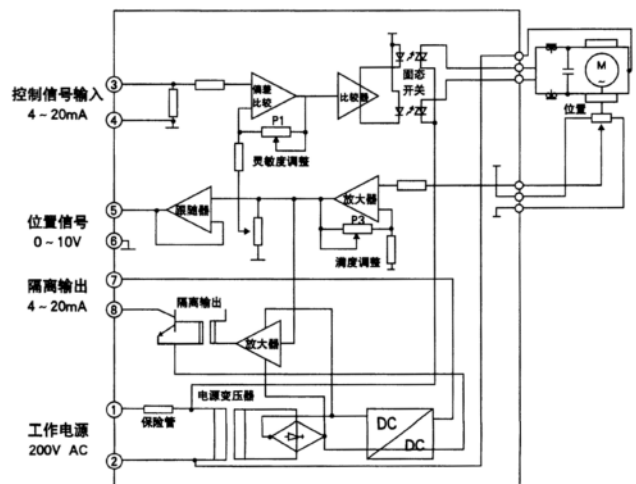 控制信号输入
4～20mA
③
④
偏差
比较
P1
灵敏度调整
比较器
固态
开关
M
~
位置
位置信号
0～10V
⑤
⑥
跟随器
放大器
P3
满度调整
隔离输出
4～20mA
⑦
⑧
隔离输出
放大器
工作电源
200V AC
①
②
保险管
电源变压器
DC
DC